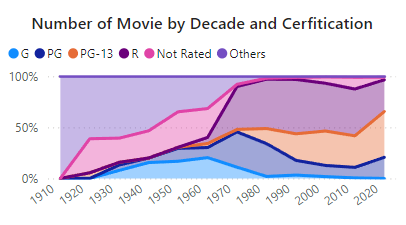 Number of Movie by Decade and Cerfitication
G PG PG-13 R Not Rated Others
100%
50%
0%
1910 1920 1930 1940 1950 1960 1970 1980 1990 2000 2010 2020